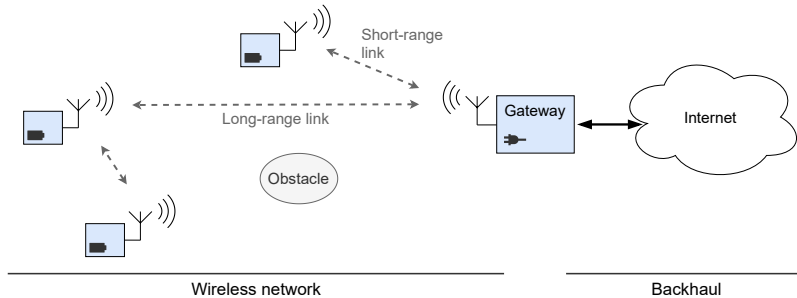 Short-range
link
Gateway
Internet
Long-range link
Obstacle
Wireless network
Backhaul